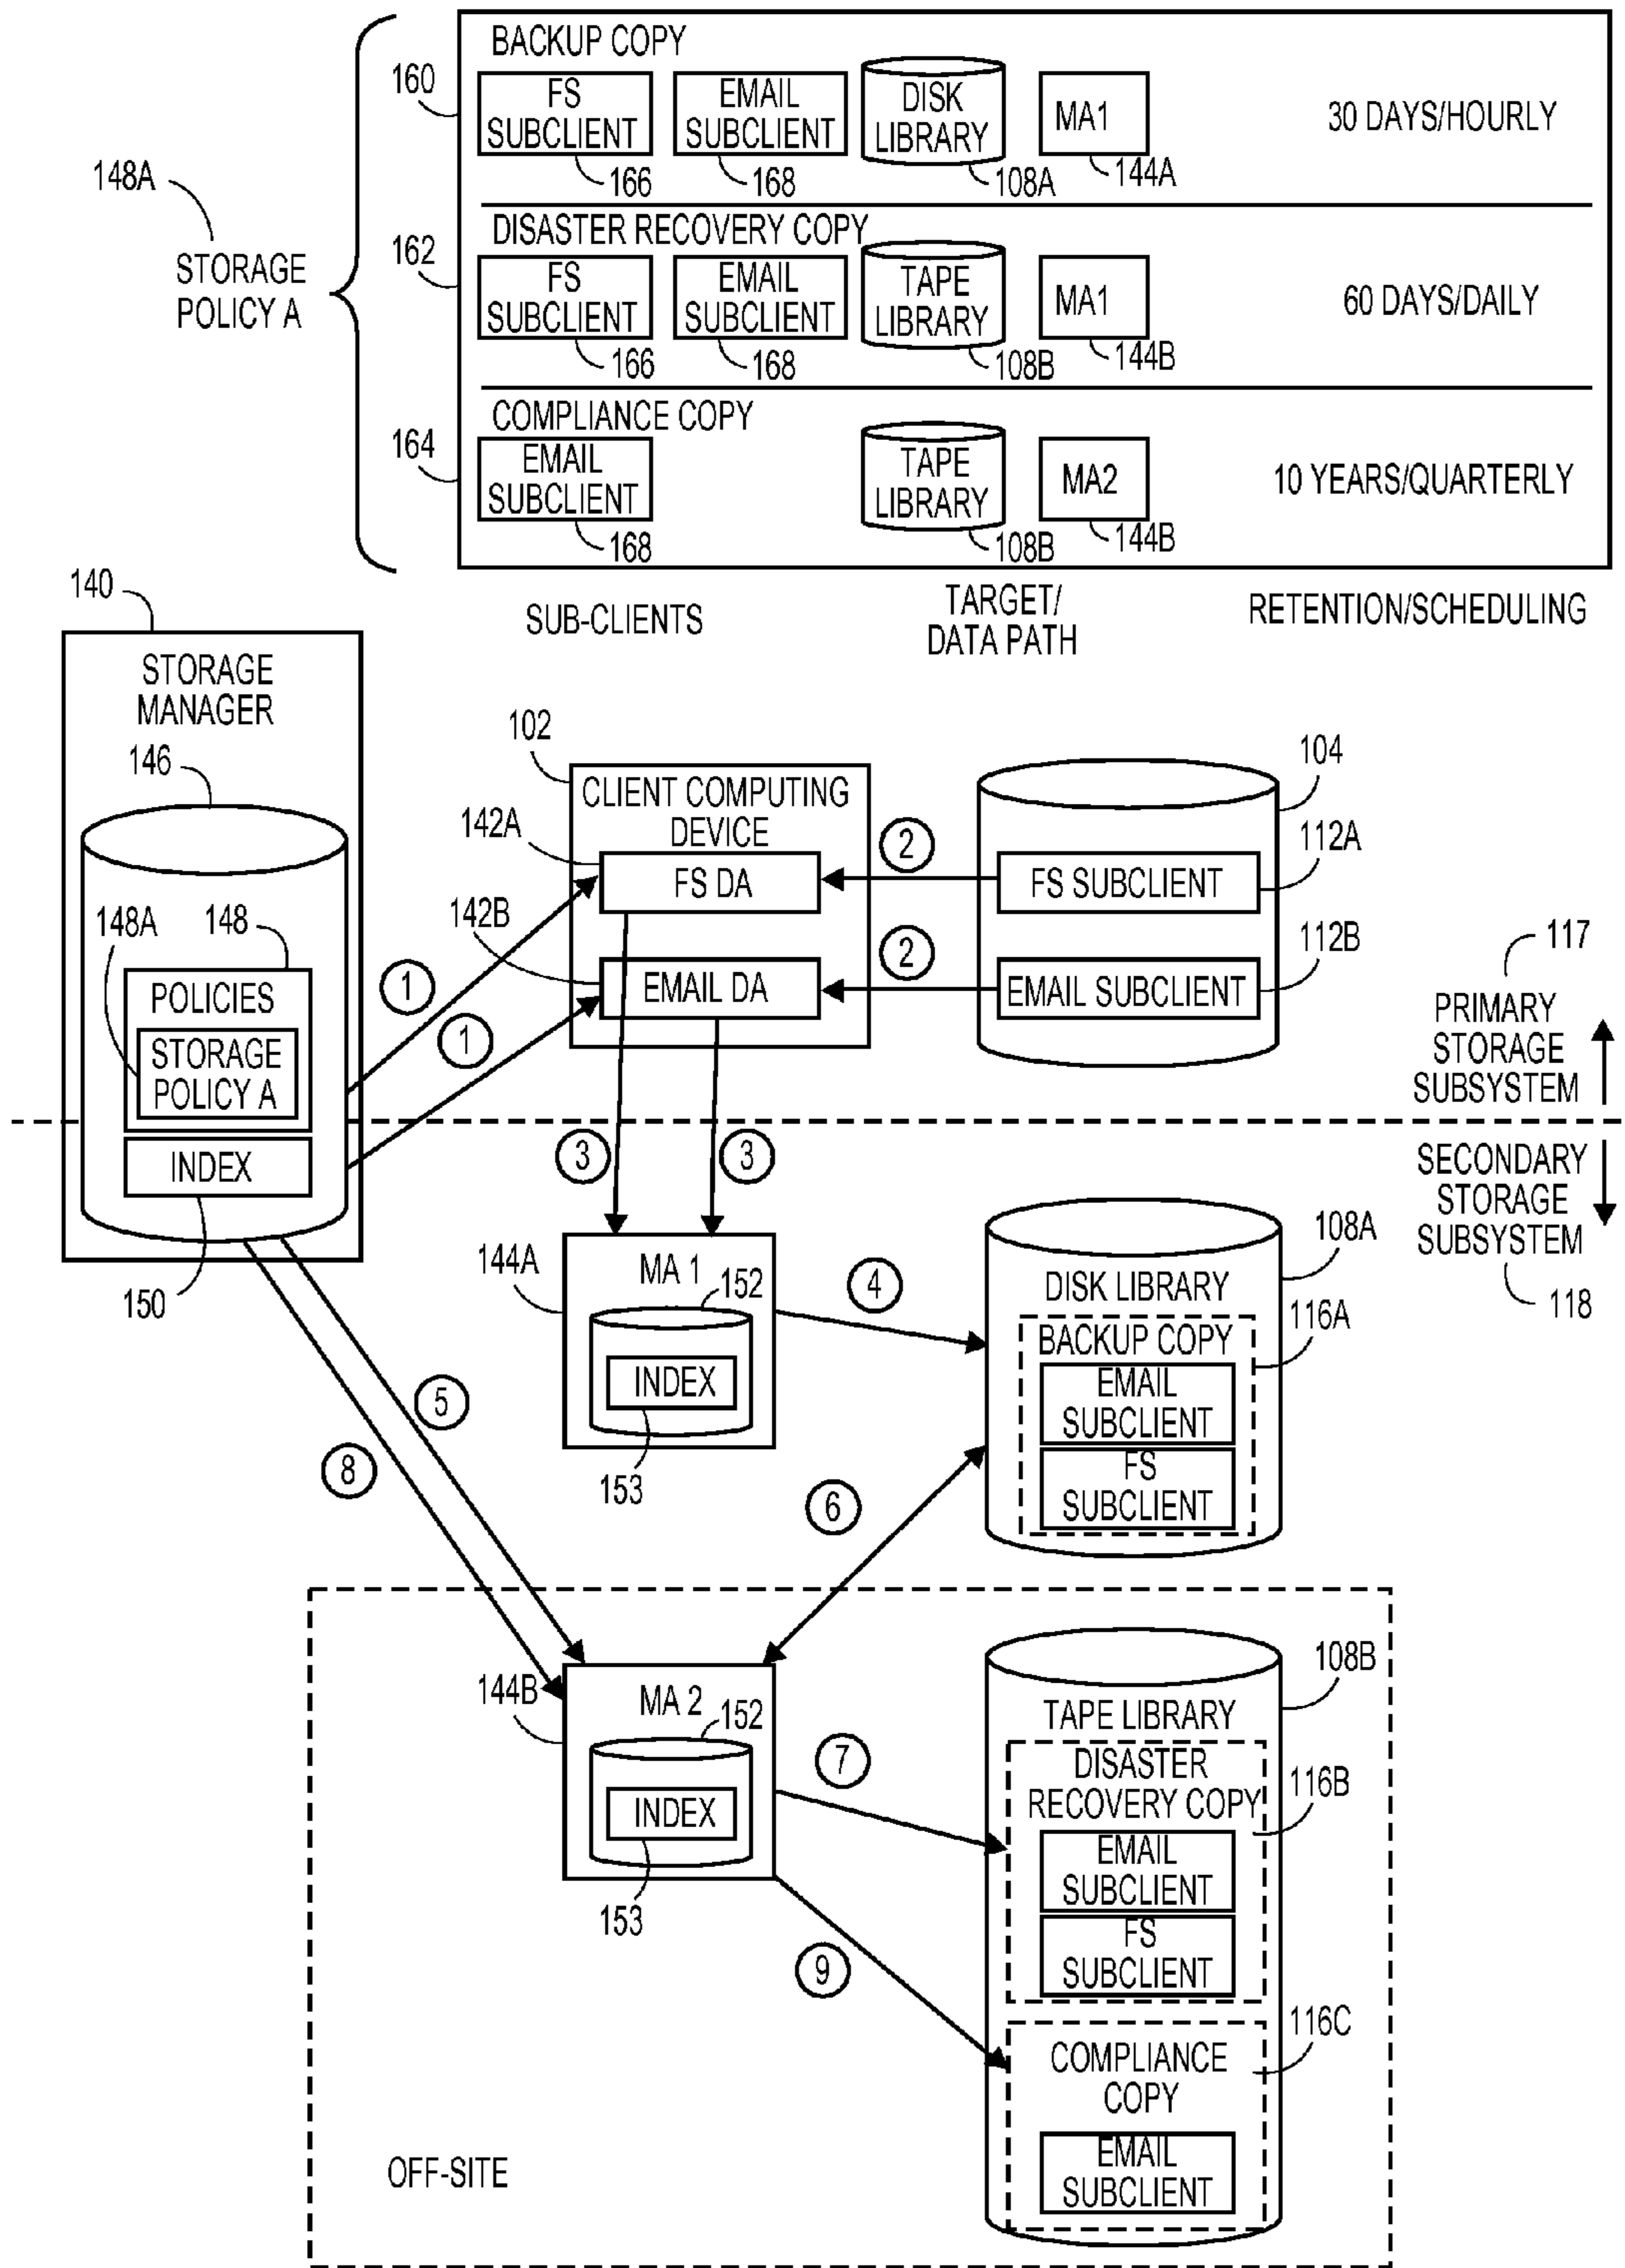 BACKUP COPY
160
FS
SUBCLIENT
166
EMAIL
SUBCLIENT
168
DISK
LIBRARY
108A
MA1
144A
30 DAYS/HOURLY
148A
STORAGE
POLICY A
DISASTER RECOVERY COPY
162
FS
SUBCLIENT
166
EMAIL
SUBCLIENT
168
TAPE
LIBRARY
108B
MA1
144B
60 DAYS/DAILY
COMPLIANCE COPY
164
EMAIL
SUBCLIENT
168
TAPE
LIBRARY
108B
MA2
144B
10 YEARS/QUARTERLY
SUB-CLIENTS
TARGET/
DATA PATH
RETENTION/SCHEDULING
140
STORAGE
MANAGER
146
148A
148
POLICIES
STORAGE
POLICY A
INDEX
150
1
1
102
CLIENT COMPUTING
DEVICE
142A
FS DA
142B
EMAIL DA
2
2
104
FS SUBCLIENT
112A
EMAIL SUBCLIENT
112B
117
PRIMARY
STORAGE
SUBSYSTEM
SECONDARY
STORAGE
SUBSYSTEM
118
3
3
144A
MA 1
152
INDEX
153
4
108A
DISK LIBRARY
BACKUP COPY
116A
EMAIL
SUBCLIENT
FS
SUBCLIENT
5
8
6
144B
MA 2
152
INDEX
153
7
9
108B
TAPE LIBRARY
DISASTER
RECOVERY COPY
116B
EMAIL
SUBCLIENT
FS
SUBCLIENT
116C
COMPLIANCE
COPY
EMAIL
SUBCLIENT
OFF-SITE